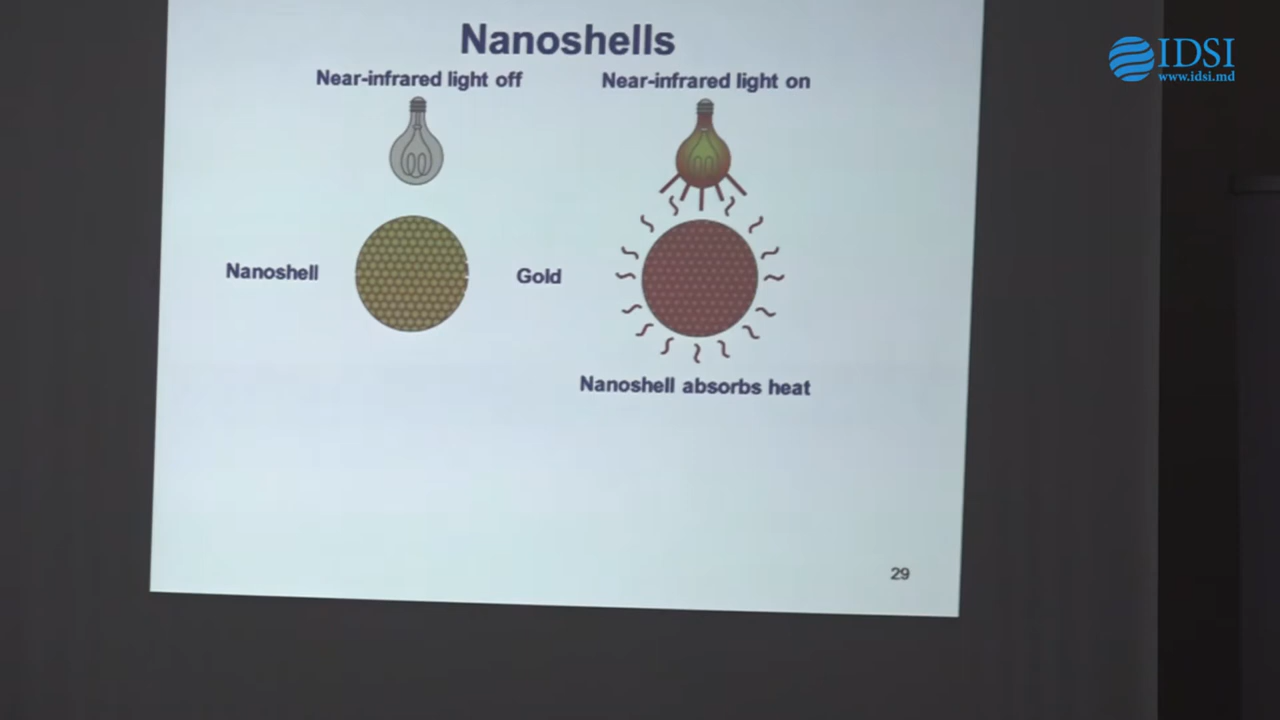 Nanoshells
Near-infrared light off
Near-infrared light on
Nanoshell
Gold
Nanoshell absorbs heat
29
IDSI
www.idsi.md